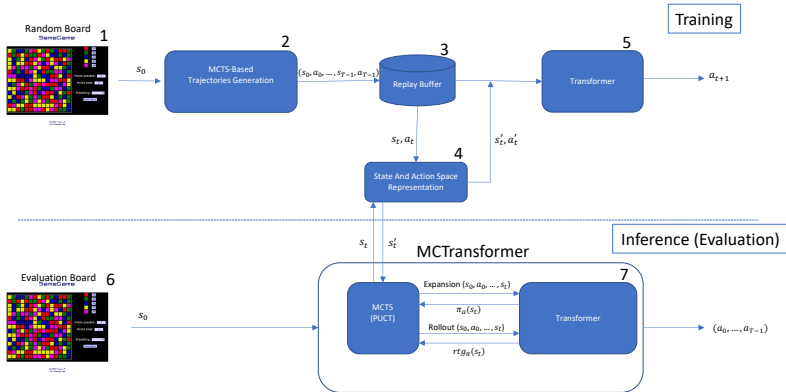 Training
Random Board
1
SameGame
s_0
2
MCTS-Based
Trajectories Generation
(s_0, a_0, ... , s_{T-1}, a_{T-1})
3
Replay Buffer
5
Transformer
a_{t+1}
s_t, a_t
s'_t, a'_t
4
State And Action Space
Representation
s_t
s'_t
Inference (Evaluation)
MCTransformer
Evaluation Board
6
SameGame
s_0
MCTS
(PUCT)
Expansion (s_0, a_0, ... , s_t)
π_a(s_t)
Rollout (s_0, a_0, ... , s_t)
rtg_π(s_t)
7
Transformer
(a_0, ... , a_{T-1})